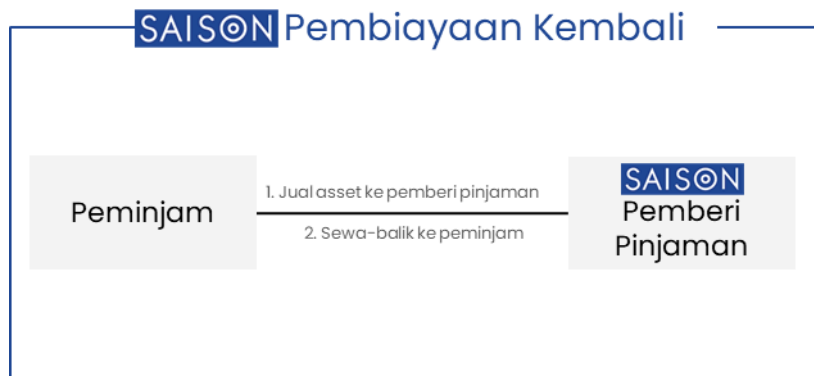 SAISON Pembiayaan Kembali
Peminjam
1. Jual asset ke pemberi pinjaman
2. Sewa-balik ke peminjam
SAISON
Pemberi
Pinjaman